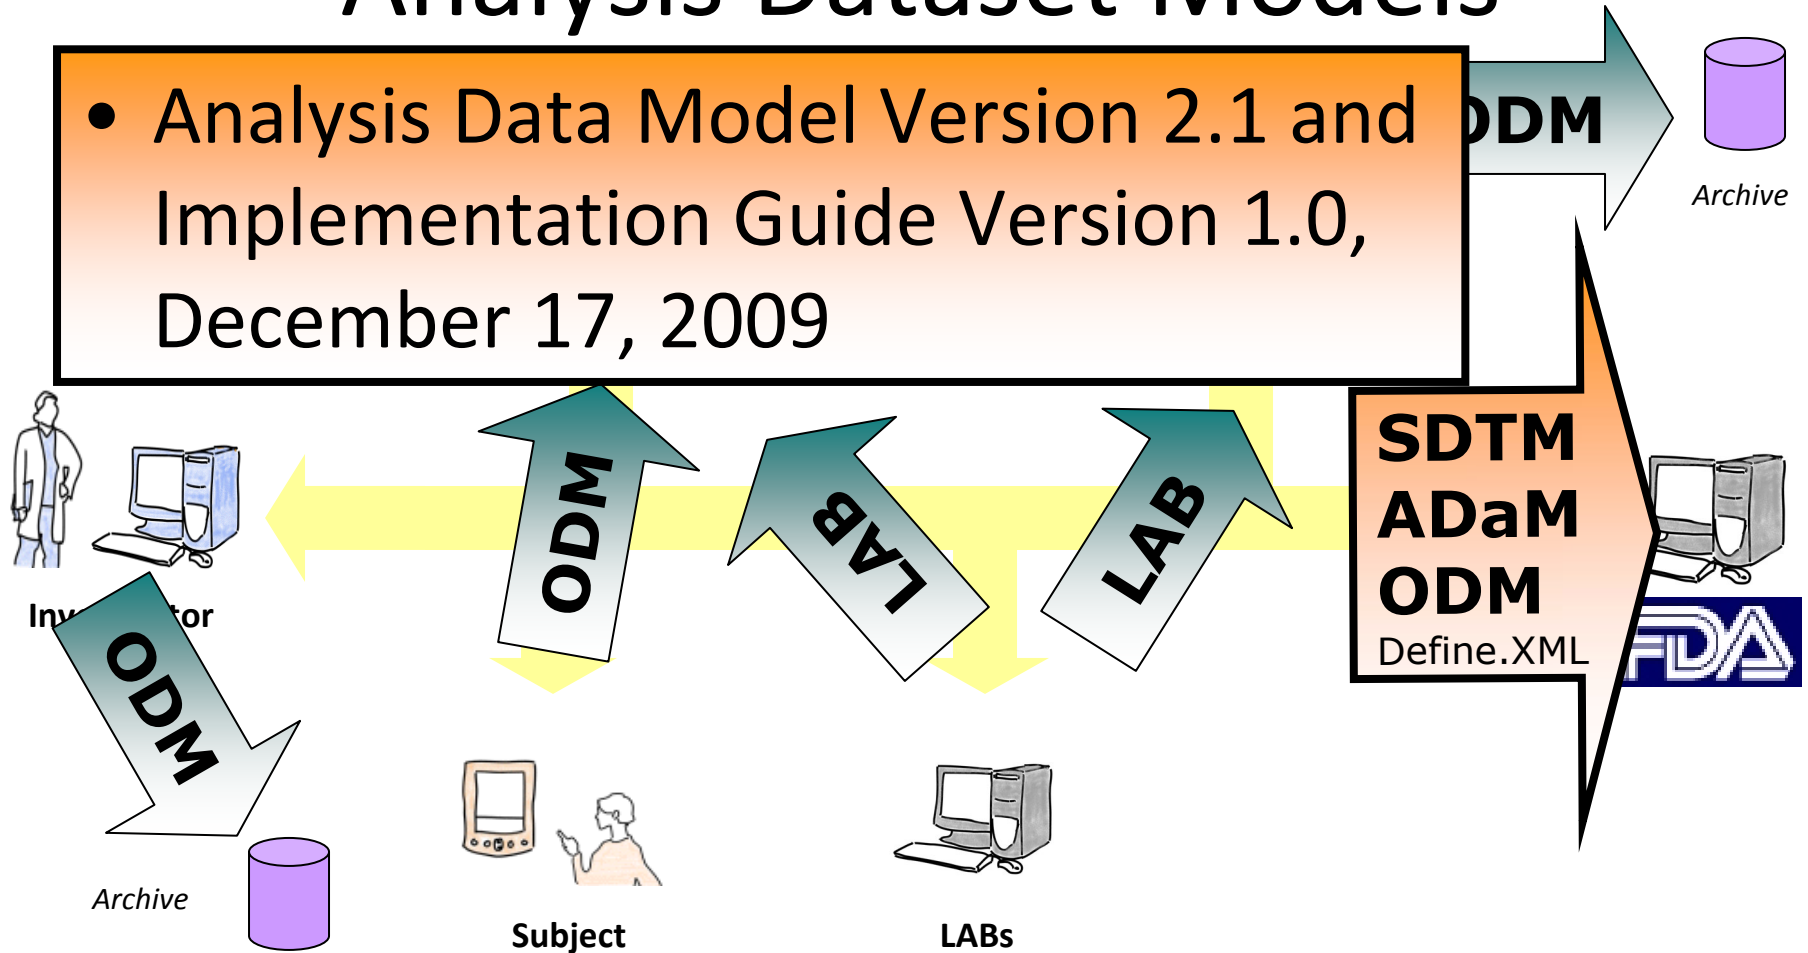 Analysis Dataset Models
• Analysis Data Model Version 2.1 and
Implementation Guide Version 1.0,
December 17, 2009
ODM
Archive
SDTM
ADaM
ODM
Define.XML
FDA
ODM
LAB
LAB
ODM
Archive
Subject
LABs